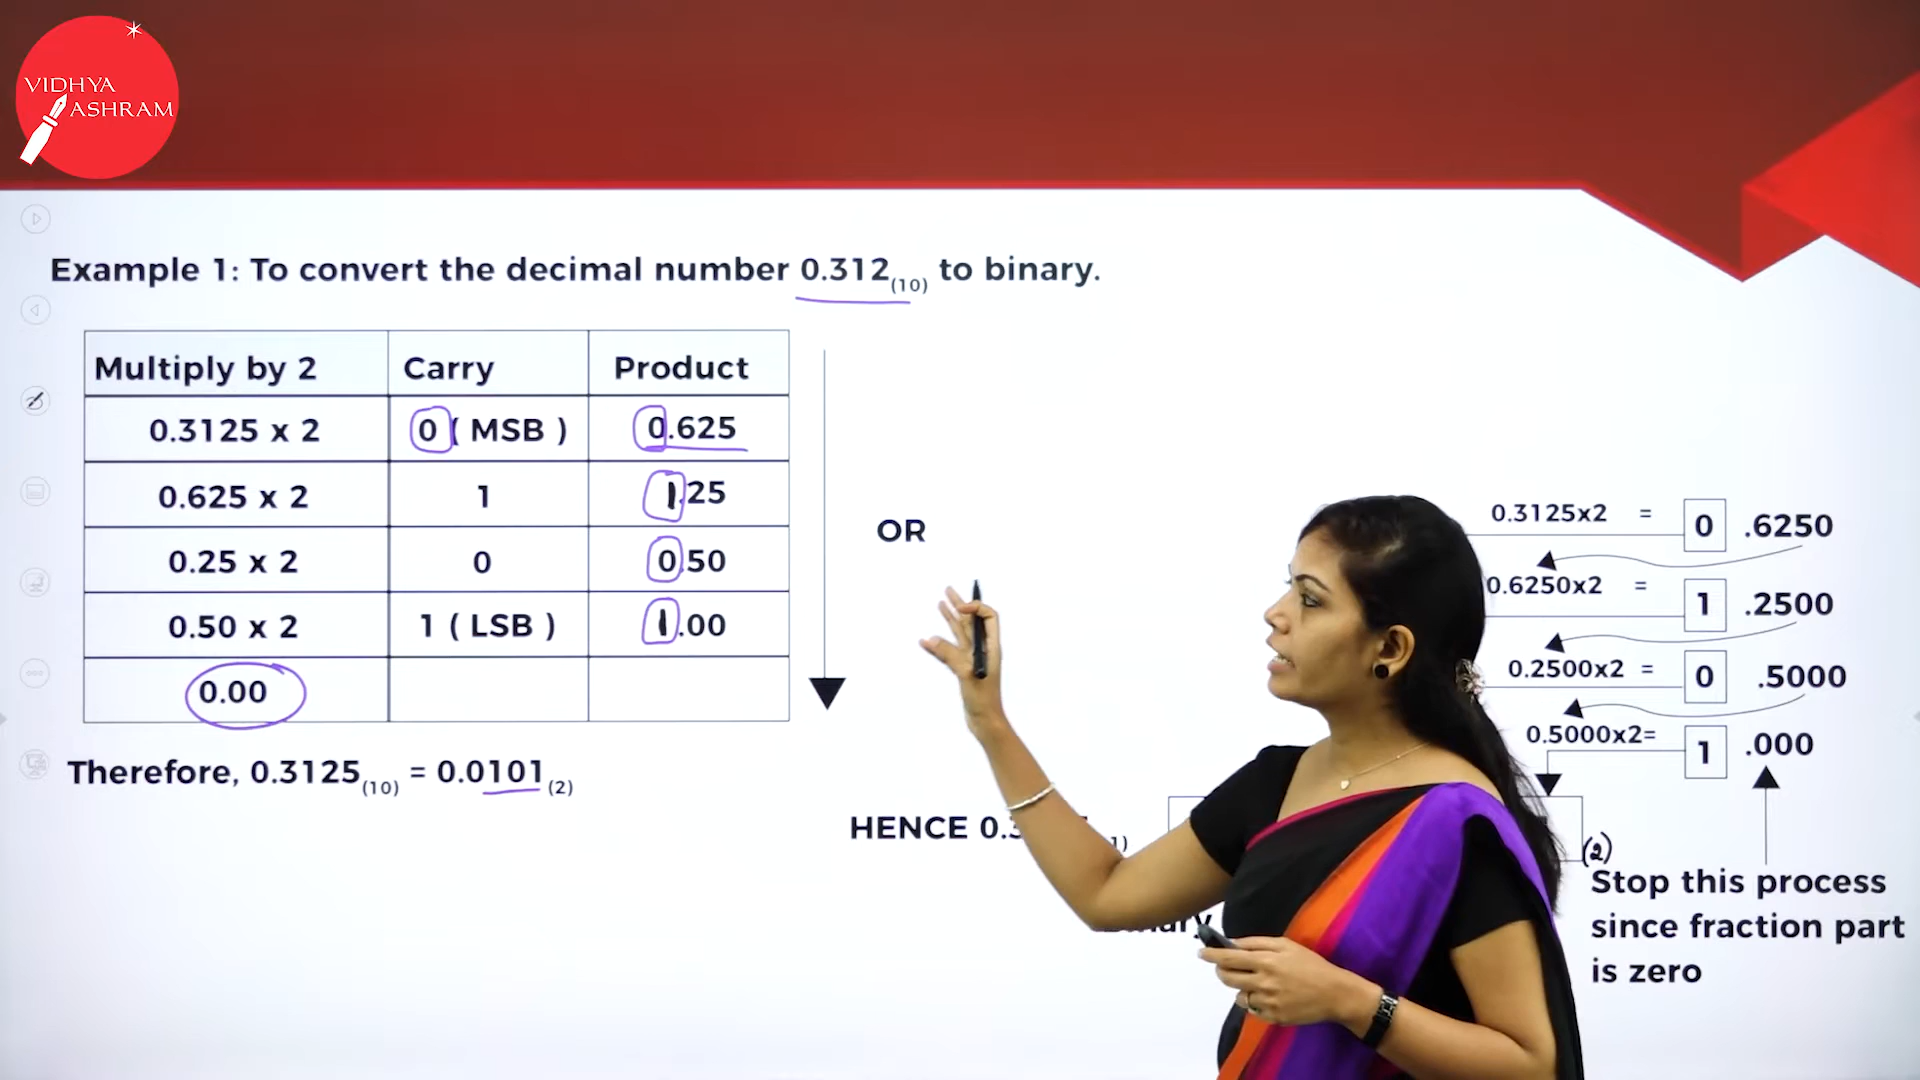 VIDHYA
ASHRAM
Example 1: To convert the decimal number 0.312(10) to binary.
Multiply by 2 Carry Product
0.3125 x 2 0 ( MSB ) 0.625
0.625 x 2 1 1.25
0.25 x 2 0 0.50
0.50 x 2 1 ( LSB ) 1.00
0.00
Therefore, 0.3125(10) = 0.0101(2)
OR
0.3125x2 = 0 .6250
0.6250x2 = 1 .2500
0.2500x2 = 0 .5000
0.5000x2= 1 .000
HENCE
(2)
Stop this process
since fraction part
is zero